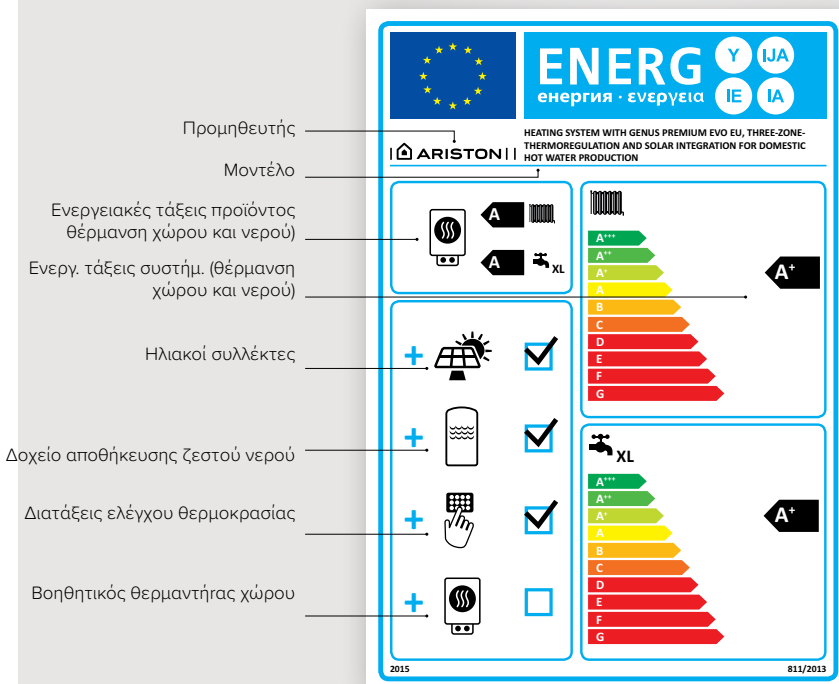 ENERG Y IJA
енергия · ενεργεια IE IA
Προμηθευτής
ARISTON
HEATING SYSTEM WITH GENUS PREMIUM EVO EU, THREE-ZONE-
THERMOREGULATION AND SOLAR INTEGRATION FOR DOMESTIC
HOT WATER PRODUCTION
Μοντέλο
Ενεργειακές τάξεις προϊόντος
θέρμανση χώρου και νερού)
Ενεργ. τάξεις συστήμ. (θέρμανση
χώρου και νερού)
Ηλιακοί συλλέκτες
Δοχείο αποθήκευσης ζεστού νερού
Διατάξεις ελέγχου θερμοκρασίας
Βοηθητικός θερμαντήρας χώρου
A
A
XL
+
+
+
+
A+++
A++
A+
A
B
C
D
E
F
G
A+
XL
A+++
A++
A+
A
B
C
D
E
F
G
A+
2015
811/2013